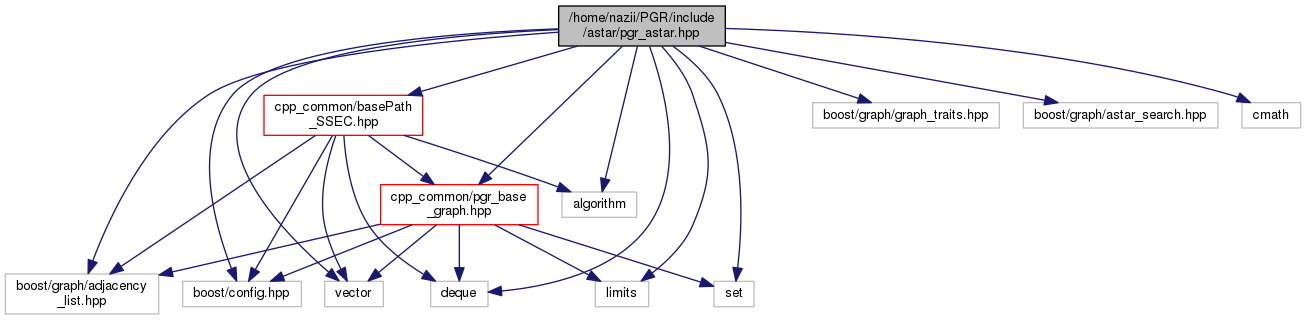 /home/nazii/PGR/include
/astar/pgr_astar.hpp
cpp_common/basePath
_SSEC.hpp
boost/graph/graph_traits.hpp
boost/graph/astar_search.hpp
cmath
cpp_common/pgr_base
_graph.hpp
algorithm
boost/graph/adjacency
_list.hpp
boost/config.hpp
vector
deque
limits
set